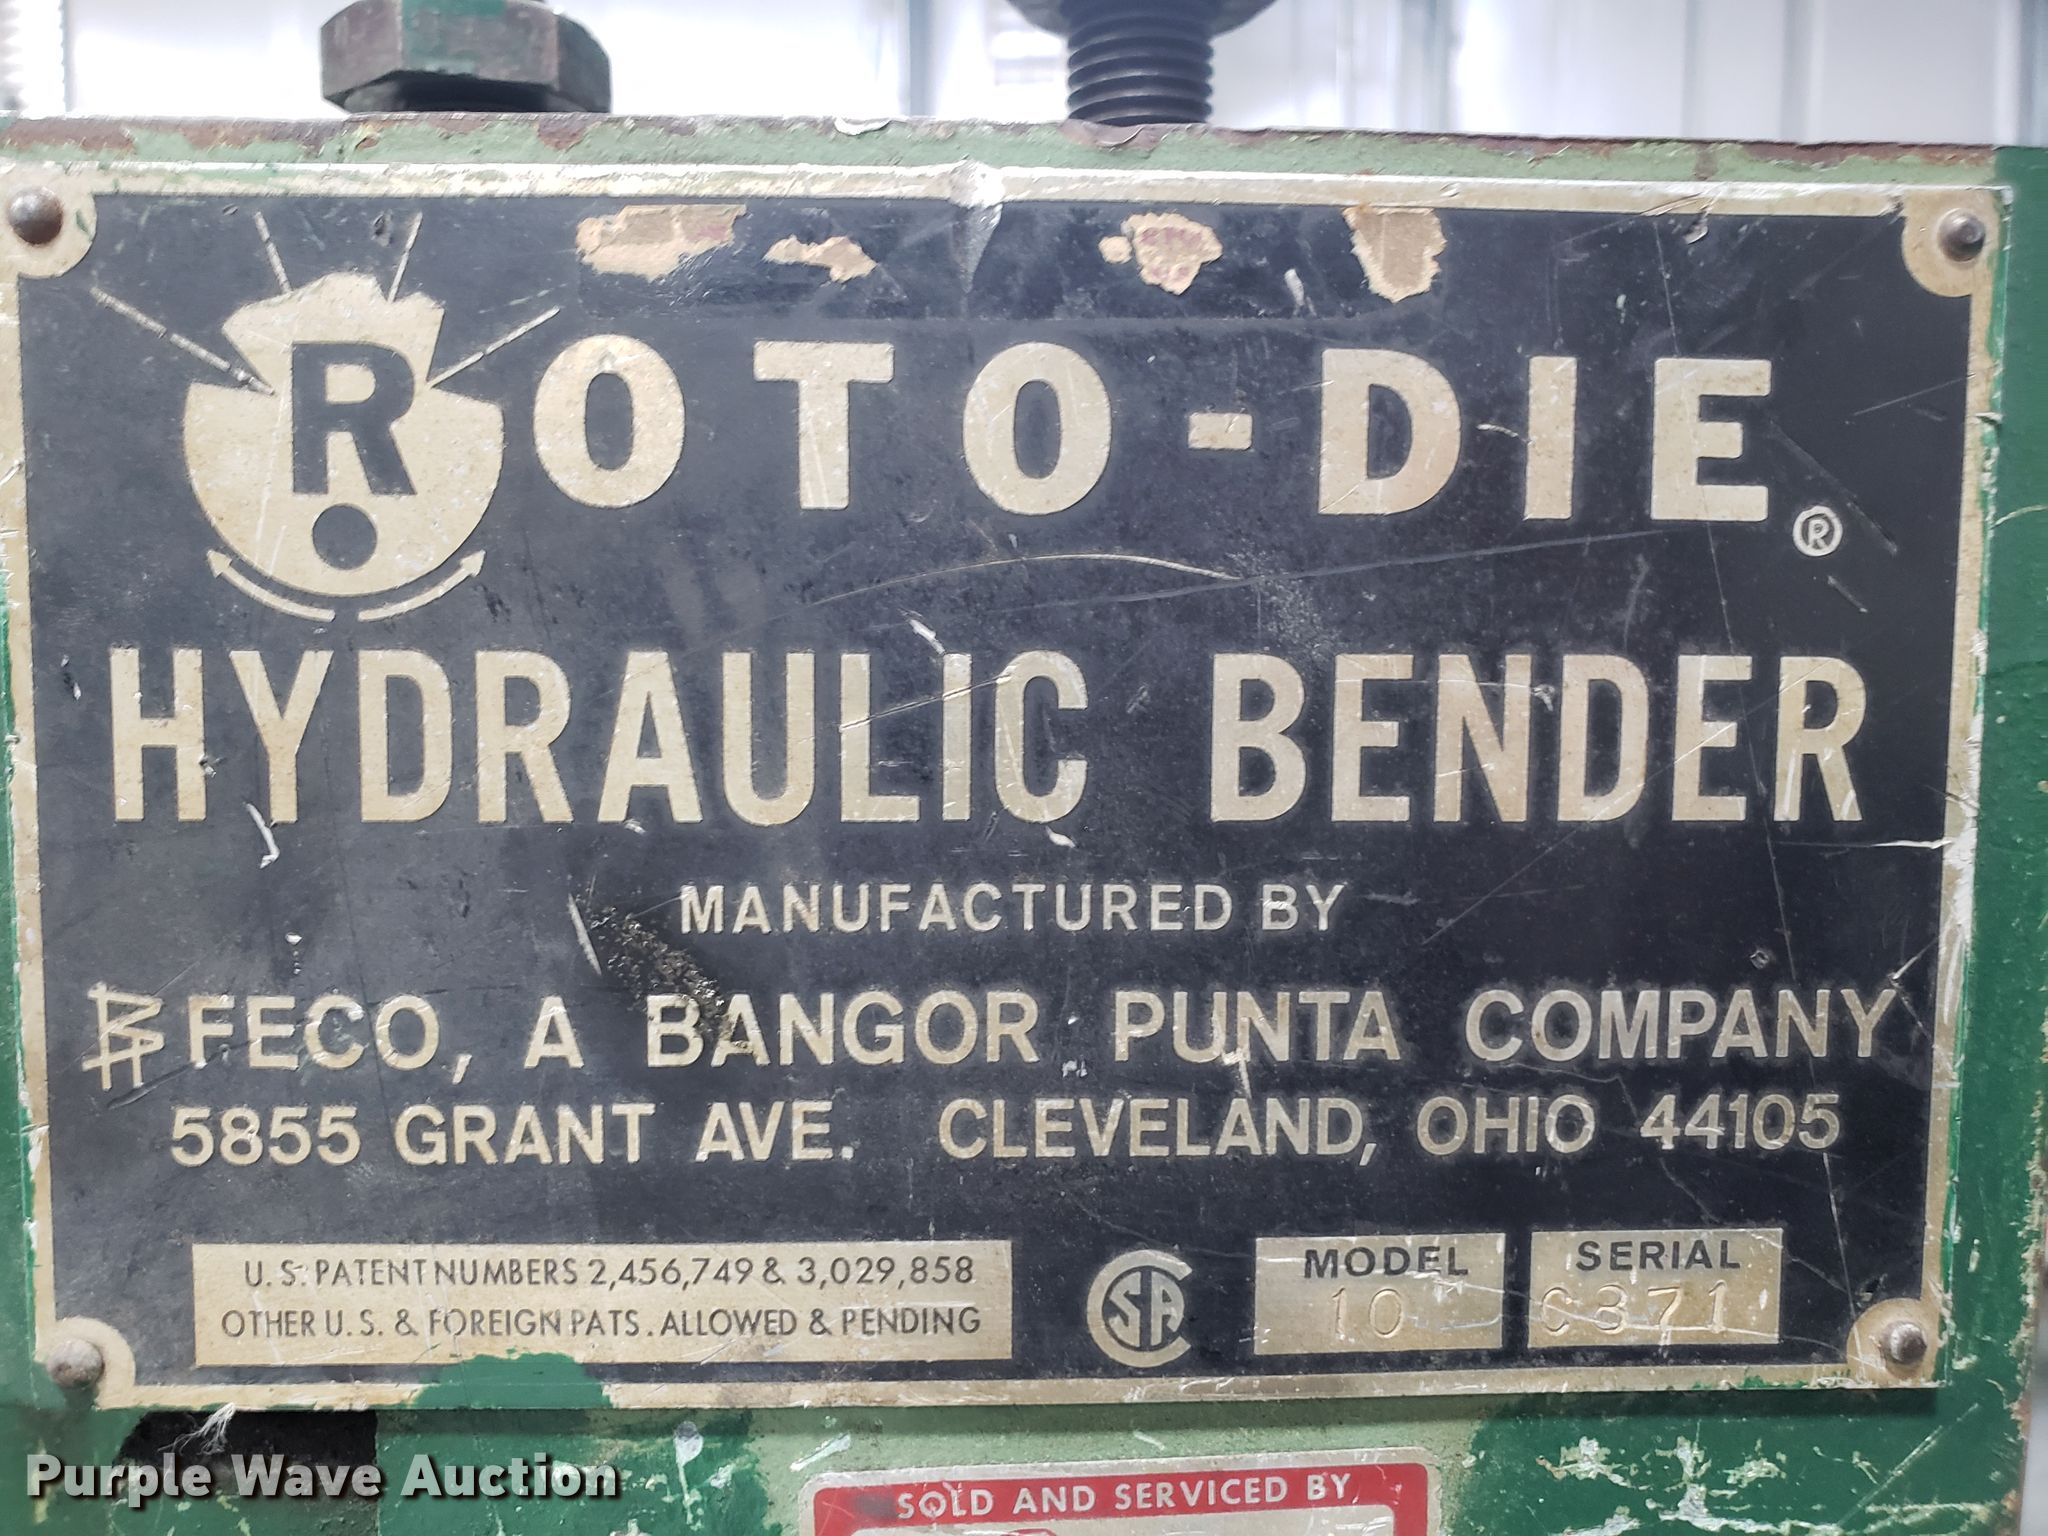 ROTO-DIE®
HYDRAULIC BENDER
MANUFACTURED BY
FECO, A BANGOR PUNTA COMPANY
5855 GRANT AVE. CLEVELAND, OHIO 44105
U.S. PATENT NUMBERS 2,456,749 & 3,029,858
OTHER U.S. & FOREIGN PATS. ALLOWED & PENDING
CSA
MODEL
10
SERIAL
C371
Purple Wave Auction
SOLD AND SERVICED BY